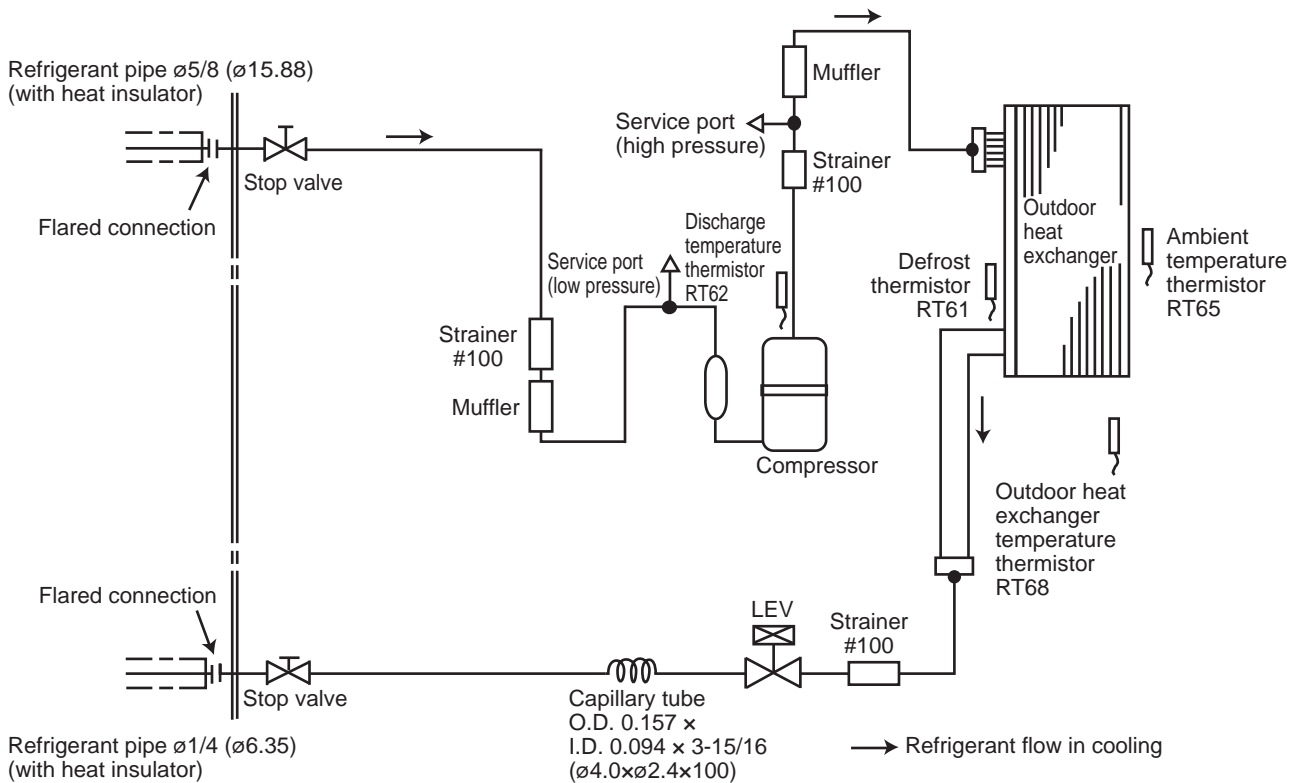 Refrigerant pipe ø5/8 (ø15.88)
(with heat insulator)
Stop valve
Flared connection
Muffler
Service port
(high pressure)
Strainer
#100
Discharge
temperature
thermistor
RT62
Service port
(low pressure)
Strainer
#100
Muffler
Compressor
Outdoor
heat
exchanger
Defrost
thermistor
RT61
Ambient
temperature
thermistor
RT65
Outdoor heat
exchanger
temperature
thermistor
RT68
Flared connection
Stop valve
Refrigerant pipe ø1/4 (ø6.35)
(with heat insulator)
LEV
Strainer
#100
Capillary tube
O.D. 0.157 ×
I.D. 0.094 × 3-15/16
(ø4.0×ø2.4×100)
Refrigerant flow in cooling